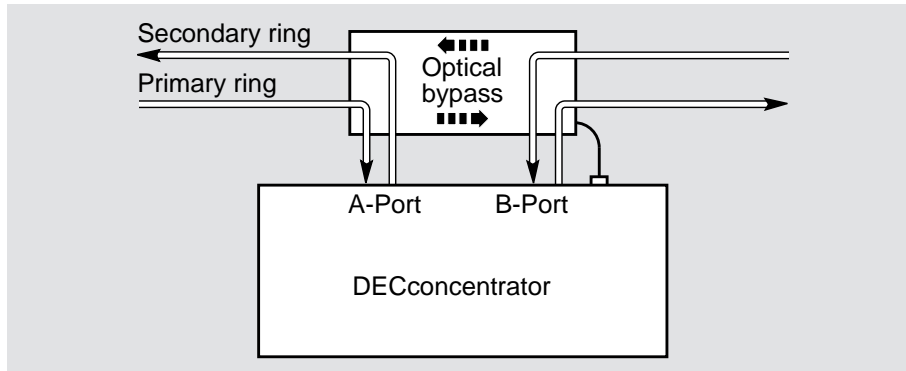 Secondary ring
Primary ring
Optical
bypass
A-Port
B-Port
DECconcentrator